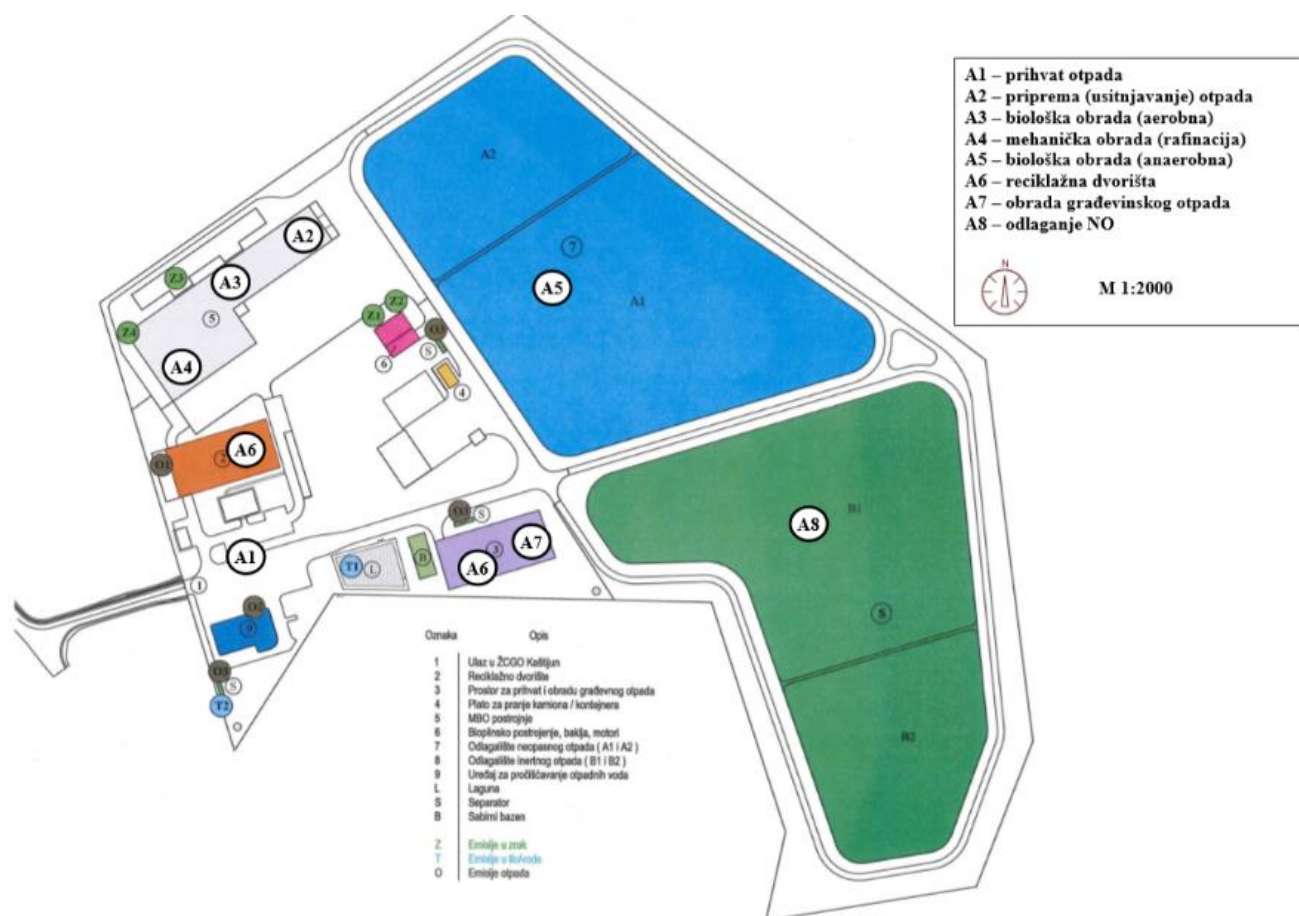 A1 – prihvat otpada
A2 – priprema (usitnjavanje) otpada
A3 – biološka obrada (aerobna)
A4 – mehanička obrada (rafinacija)
A5 – biološka obrada (anaerobna)
A6 – reciklažna dvorišta
A7 – obrada građevinskog otpada
A8 – odlaganje NO
N
M 1:2000
A2
A2
7
A3
Z3
A5
A1
5
Z4
Z1
Z2
O3
S
6
A4
4
A6
2
O1
S
B1
A8
A7
3
A1
B
A6
T1
L
1
O2
9
8
O3
S
T2
B2
Oznaka Opis
1 Ulaz u ŽCGO Kaštijun
2 Reciklažno dvorište
3 Prostor za prihvat i obradu građevnog otpada
4 Plato za pranje kamiona / kontejnera
5 MBO postrojnje
6 Bioplinsko postrojenje, baklja, motori
7 Odlagalište neopasnog otpada ( A1 i A2 )
8 Odlagalište inertnog otpada ( B1 i B2 )
9 Uređaj za pročišćavanje otpadnih voda
L Laguna
S Separator
B Sabirni bazen
Z Emisije u zrak
T Emisije u tlo/vodo
O Emisije otpada